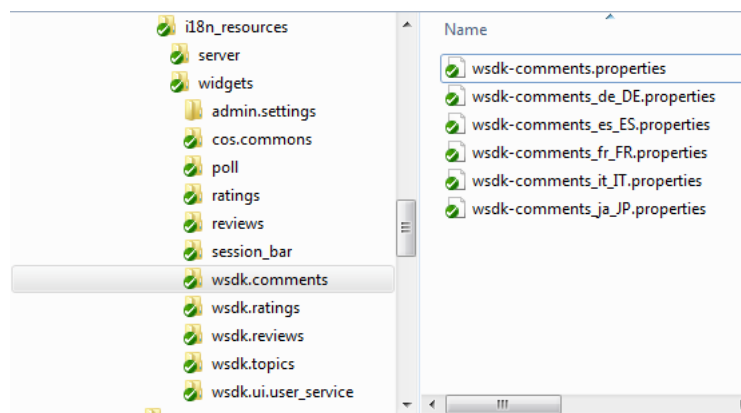 i18n_resources
server
widgets
admin.settings
cos.commons
poll
ratings
reviews
session_bar
wsdk.comments
wsdk.ratings
wsdk.reviews
wsdk.topics
wsdk.ui.user_service
Name
wsdk-comments.properties
wsdk-comments_de_DE.properties
wsdk-comments_es_ES.properties
wsdk-comments_fr_FR.properties
wsdk-comments_it_IT.properties
wsdk-comments_ja_JP.properties